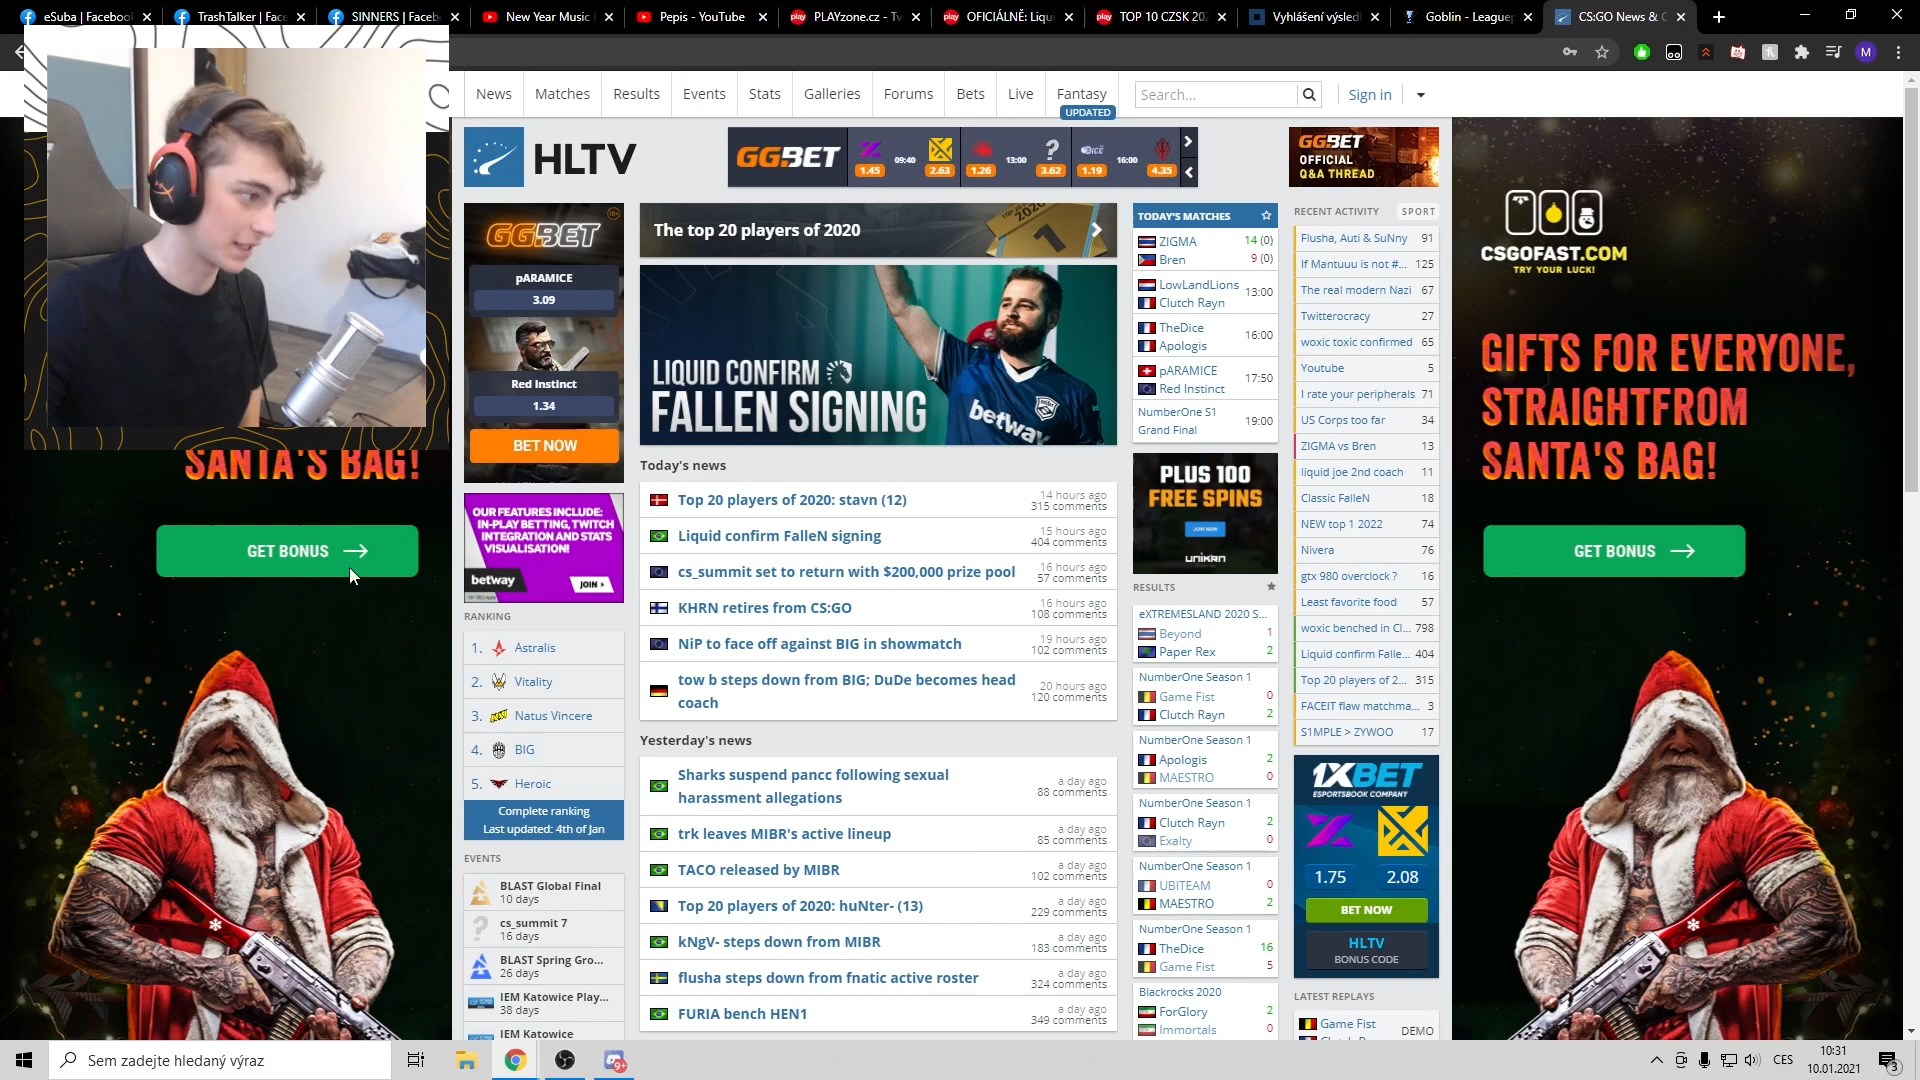 eSuba | Facebook
TrashTalker | Face
SINNERS | Faceb
New Year Music
Pepis - YouTube
PLAYzone.cz - Tv
OFICIÁLNĚ: Liqu
TOP 10 CZSK 202
Vyhlášení výsled
Goblin - Leaguep
CS:GO News & C
M
News
Matches
Results
Events
Stats
Galleries
Forums
Bets
Live
Fantasy
UPDATED
Search...
Sign in
HLTV
GG.BET
1.45
09:40
2.63
1.26
13:00
3.62
1.19
16:00
4.35
GG.BET
OFFICIAL
Q&A THREAD
SANTA'S BAG!
GET BONUS
GG.BET
18+
pARAMICE
3.09
Red Instinct
1.34
BET NOW
OUR FEATURES INCLUDE:
IN-PLAY BETTING, TWITCH
INTEGRATION AND STATS
VISUALISATION!
betway
JOIN
RANKING
1. Astralis
2. Vitality
3. Natus Vincere
4. BIG
5. Heroic
Complete ranking
Last updated: 4th of Jan
EVENTS
BLAST Global Final
10 days
cs_summit 7
16 days
BLAST Spring Gro...
26 days
IEM Katowice Play...
38 days
IEM Katowice
The top 20 players of 2020
LIQUID CONFIRM
FALLEN SIGNING
betway
Today's news
Top 20 players of 2020: stavn (12)
14 hours ago
315 comments
Liquid confirm FalleN signing
15 hours ago
404 comments
cs_summit set to return with $200,000 prize pool
16 hours ago
57 comments
KHRN retires from CS:GO
16 hours ago
108 comments
NiP to face off against BIG in showmatch
19 hours ago
102 comments
tow b steps down from BIG; DuDe becomes head
coach
20 hours ago
120 comments
Yesterday's news
Sharks suspend pancc following sexual
harassment allegations
a day ago
88 comments
trk leaves MIBR's active lineup
a day ago
85 comments
TACO released by MIBR
a day ago
102 comments
Top 20 players of 2020: huNter- (13)
a day ago
229 comments
kNgV- steps down from MIBR
a day ago
183 comments
flusha steps down from fnatic active roster
a day ago
324 comments
FURIA bench HEN1
a day ago
349 comments
TODAY'S MATCHES
ZIGMA 14 (0)
Bren 9 (0)
LowLandLions
Clutch Rayn
13:00
TheDice
Apologis
16:00
pARAMICE
Red Instinct
17:50
NumberOne S1
Grand Final
19:00
PLUS 100
FREE SPINS
JOIN NOW
UNIKRN
RESULTS
eXTREMESLAND 2020 S...
Beyond 1
Paper Rex 2
NumberOne Season 1
Game Fist 0
Clutch Rayn 2
NumberOne Season 1
Apologis 2
MAESTRO 0
NumberOne Season 1
Clutch Rayn 2
Exalty 0
NumberOne Season 1
UBITEAM 0
MAESTRO 2
NumberOne Season 1
TheDice 16
Game Fist 5
Blackrocks 2020
ForGlory 2
Immortals 0
RECENT ACTIVITY
SPORT
Flusha, Auti & SuNny 91
If Mantuuu is not #... 125
The real modern Nazi 67
Twitterocracy 27
woxic toxic confirmed 65
Youtube 5
I rate your peripherals 71
US Corps too far 34
ZIGMA vs Bren 13
liquid joe 2nd coach 11
Classic FalleN 18
NEW top 1 2022 74
Nivera 76
gtx 980 overclock ? 16
Least favorite food 57
woxic benched in Cl... 798
Liquid confirm Falle... 404
Top 20 players of 2... 315
FACEIT flaw matchma... 3
S1MPLE > ZYWOO 17
1XBET
ESPORTSBOOK COMPANY
1.75
2.08
BET NOW
HLTV
BONUS CODE
LATEST REPLAYS
Game Fist
DEMO
CSGOFAST.COM
TRY YOUR LUCK!
GIFTS FOR EVERYONE,
STRAIGHTFROM
SANTA'S BAG!
GET BONUS
Sem zadejte hledaný výraz
9+
CES
10:31
10.01.2021
3